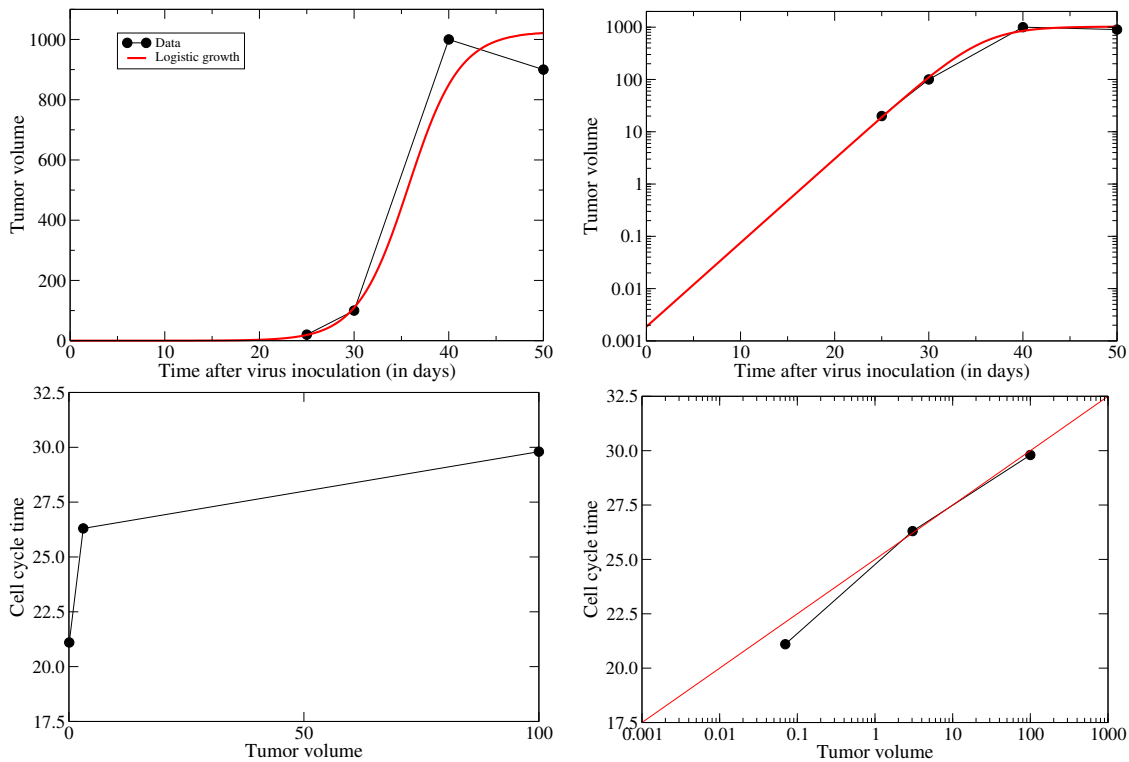 1000
800
600
400
200
0
Tumor volume
Data
Logistic growth
0 10 20 30 40 50
Time after virus inoculation (in days)
1000
100
10
1
0.1
0.01
0.001
Tumor volume
0 10 20 30 40 50
Time after virus inoculation (in days)
32.5
30.0
27.5
25.0
22.5
20.0
17.5
Cell cycle time
0 50 100
Tumor volume
32.5
30.0
27.5
25.0
22.5
20.0
17.5
Cell cycle time
0.001 0.01 0.1 1 10 100 1000
Tumor volume